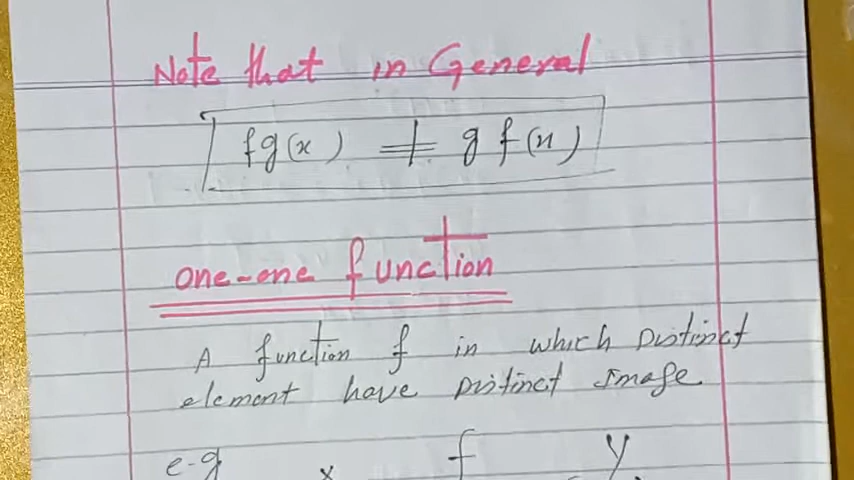 Note that in General
fg(x) ≠ gf(x)
one-one function
A function f in which Distinct
element have Distinct Image.
e-g x f y